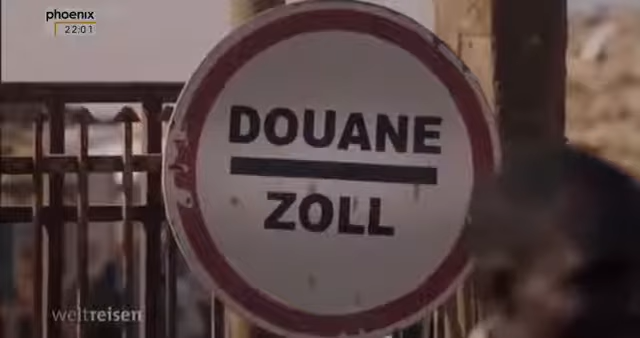 phoenix
22:01
DOUANE
ZOLL
weltreisen